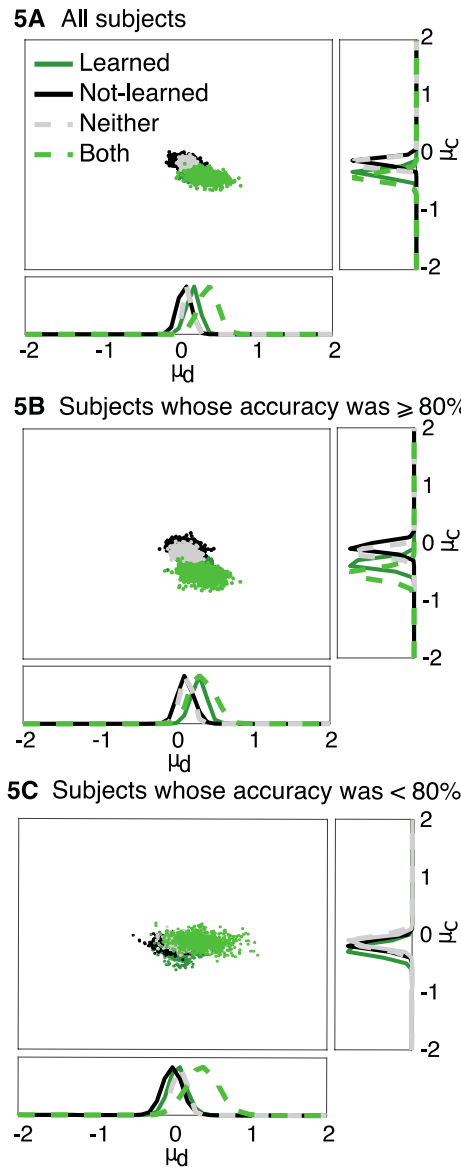 5A All subjects
Learned
Not-learned
Neither
Both
2
1
0
-1
-2
μc
-2
-1
0
1
2
μd
5B Subjects whose accuracy was ⩾ 80%
2
1
0
-1
-2
μc
-2
-1
0
1
2
μd
5C Subjects whose accuracy was < 80%
2
1
0
-1
-2
μc
-2
-1
0
1
2
μd